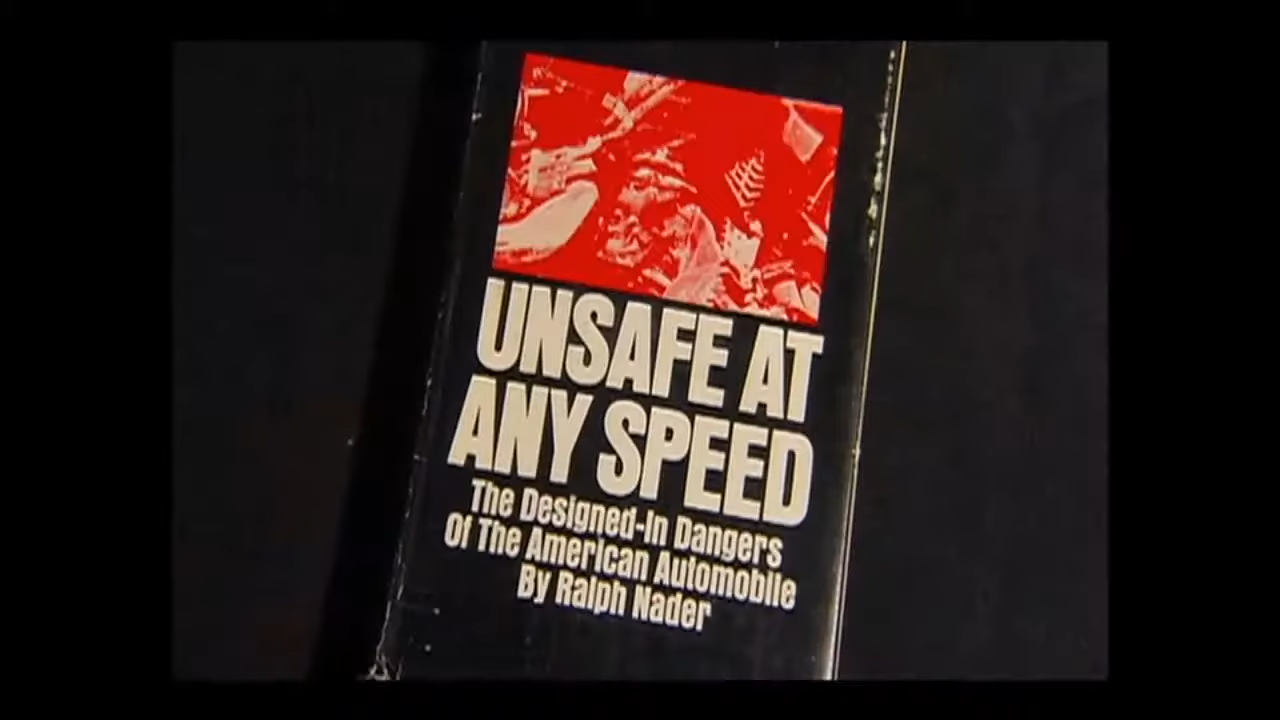 UNSAFE AT
ANY SPEED
The Designed-In Dangers
Of The American Automobile
By Ralph Nader